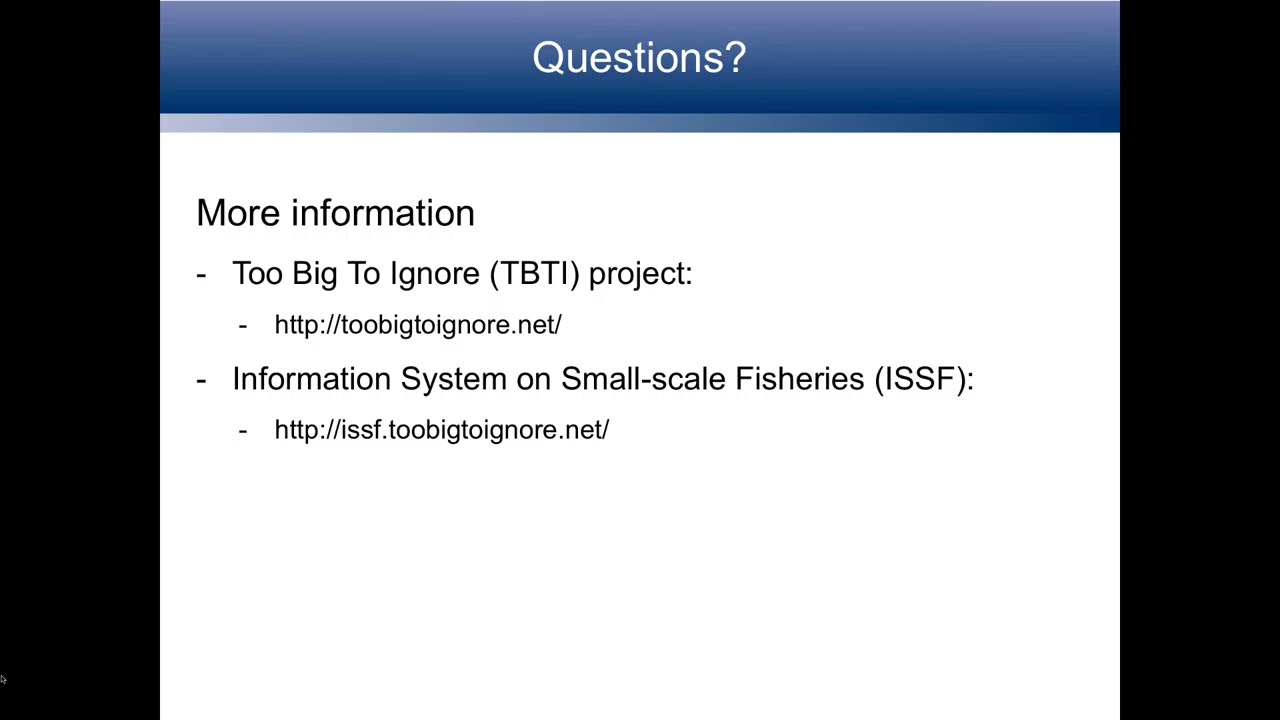 Questions?
More information
- Too Big To Ignore (TBTI) project:
- http://toobigtoignore.net/
- Information System on Small-scale Fisheries (ISSF):
- http://issf.toobigtoignore.net/